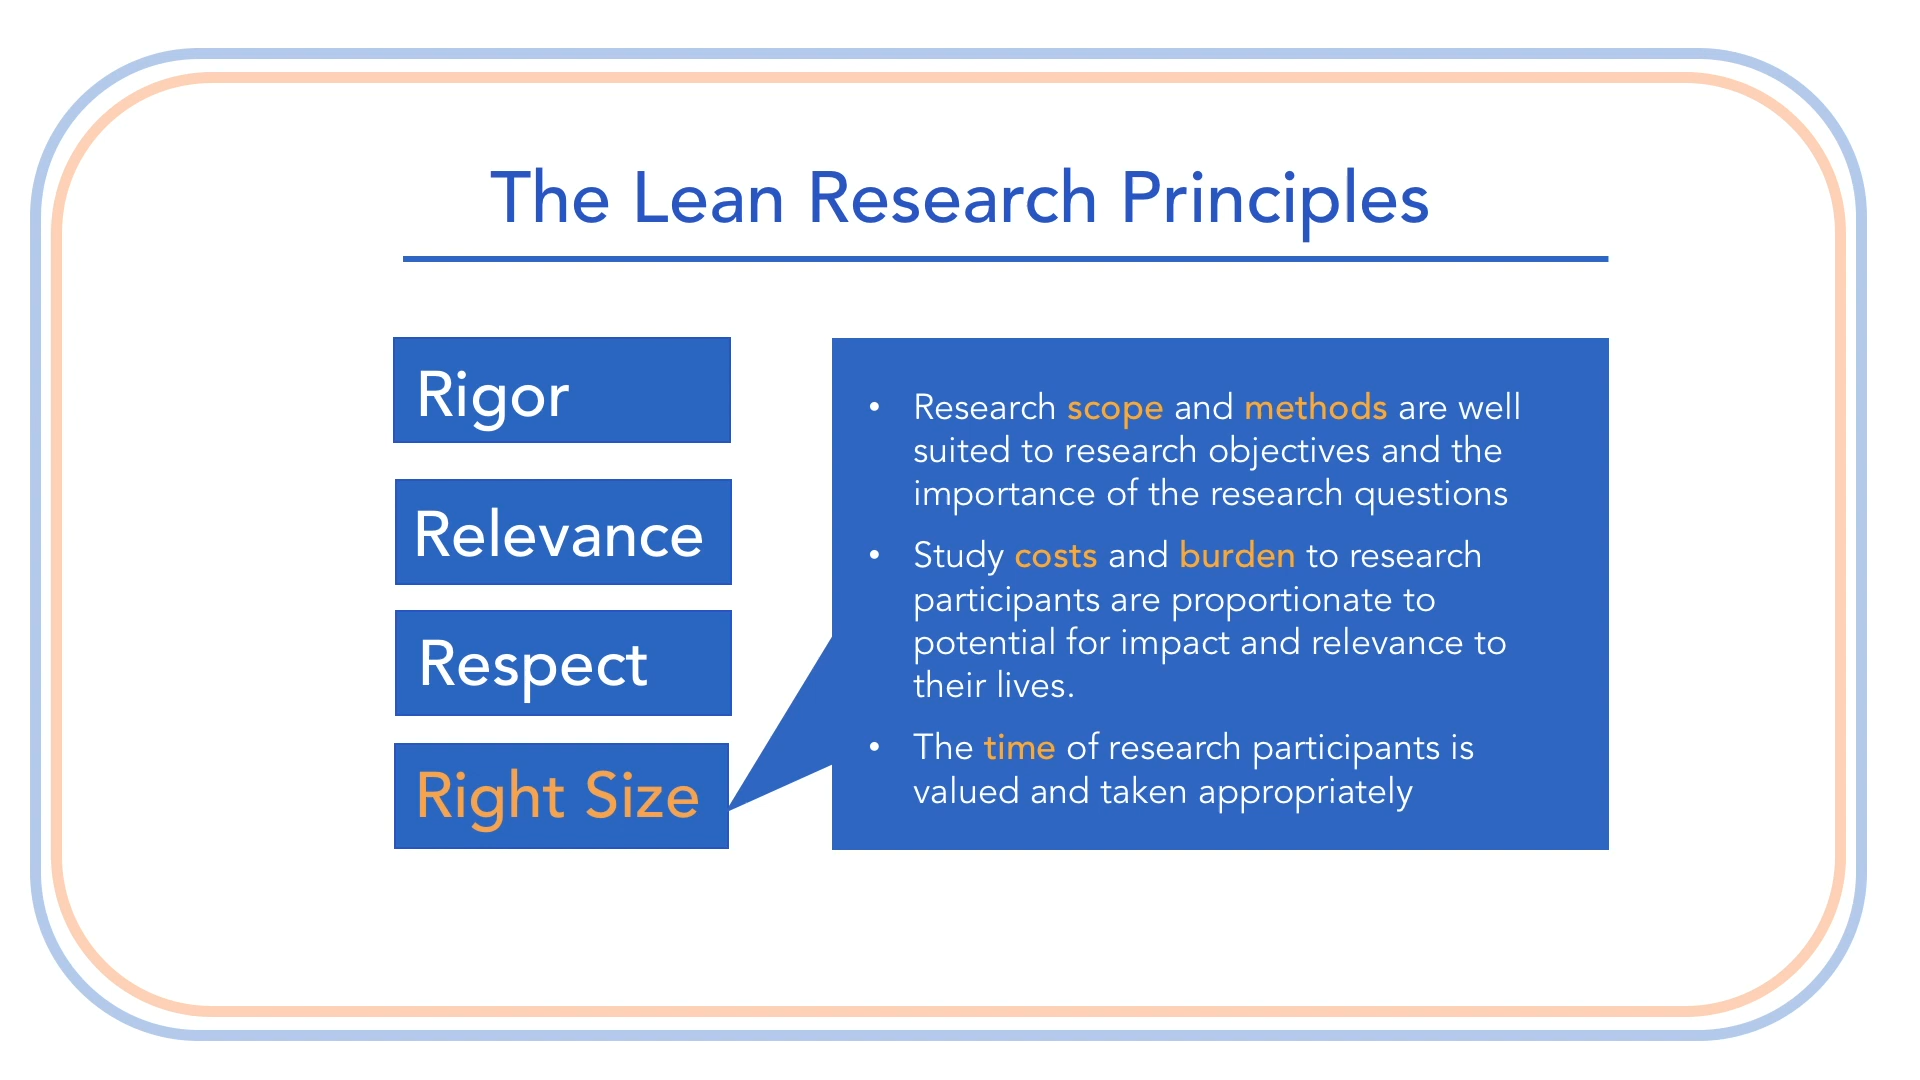 The Lean Research Principles
Rigor
Relevance
Respect
Right Size
• Research scope and methods are well
suited to research objectives and the
importance of the research questions
• Study costs and burden to research
participants are proportionate to
potential for impact and relevance to
their lives.
• The time of research participants is
valued and taken appropriately